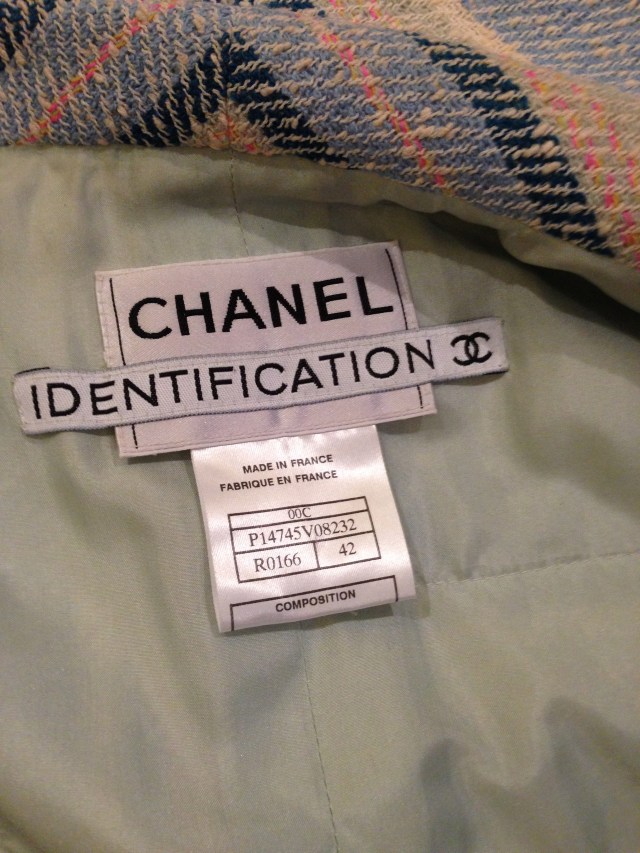 CHANEL
IDENTIFICATION
MADE IN FRANCE
FABRIQUE EN FRANCE
00C
P14745V08232
R0166 42
COMPOSITION